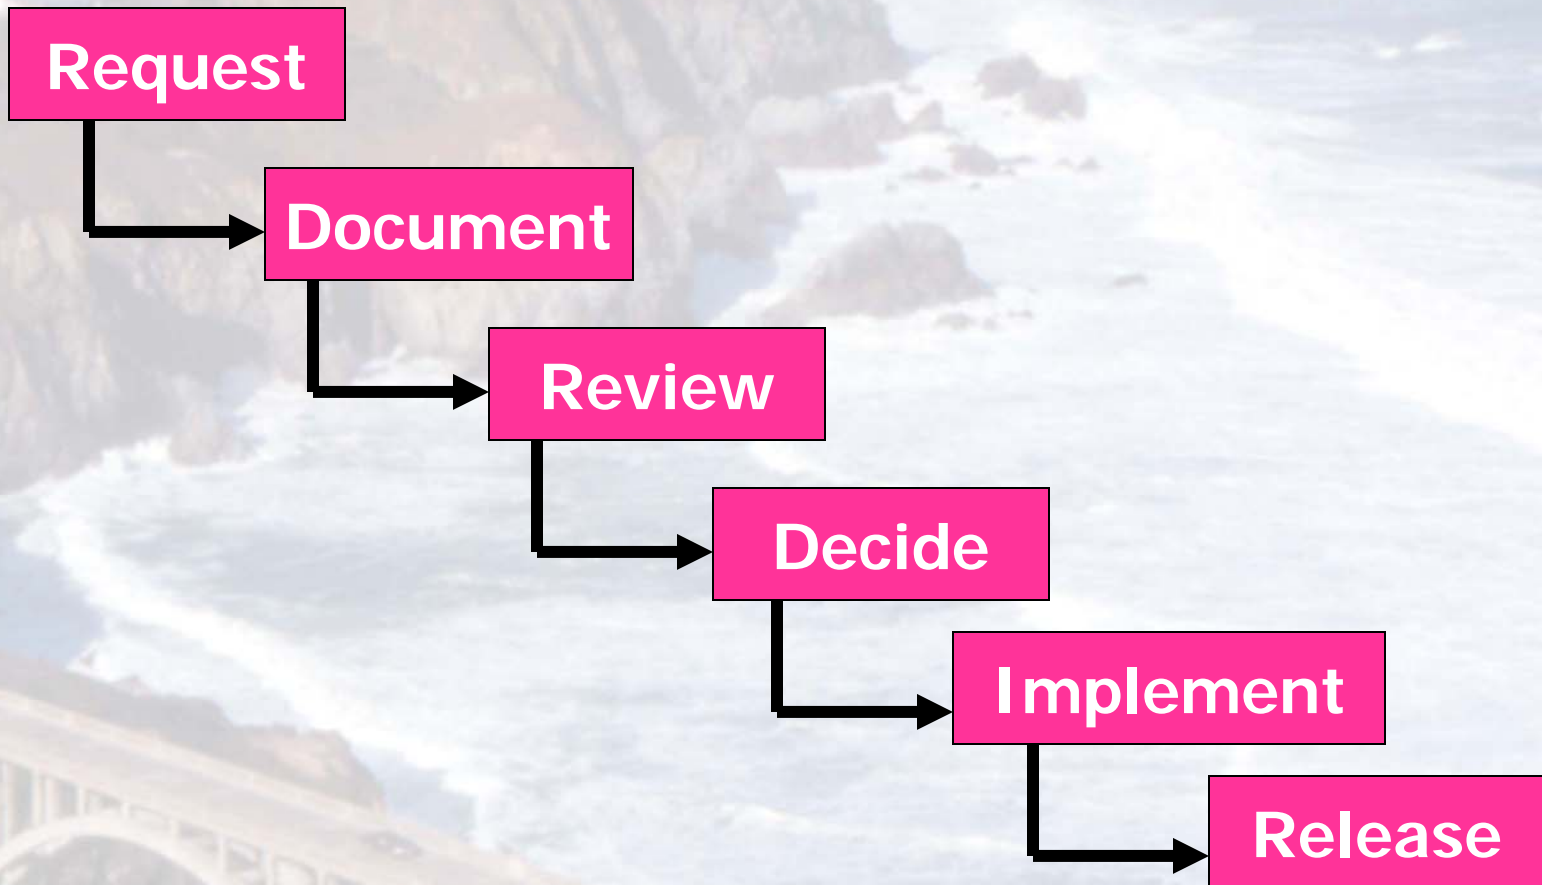 Request
Document
Review
Decide
Implement
Release